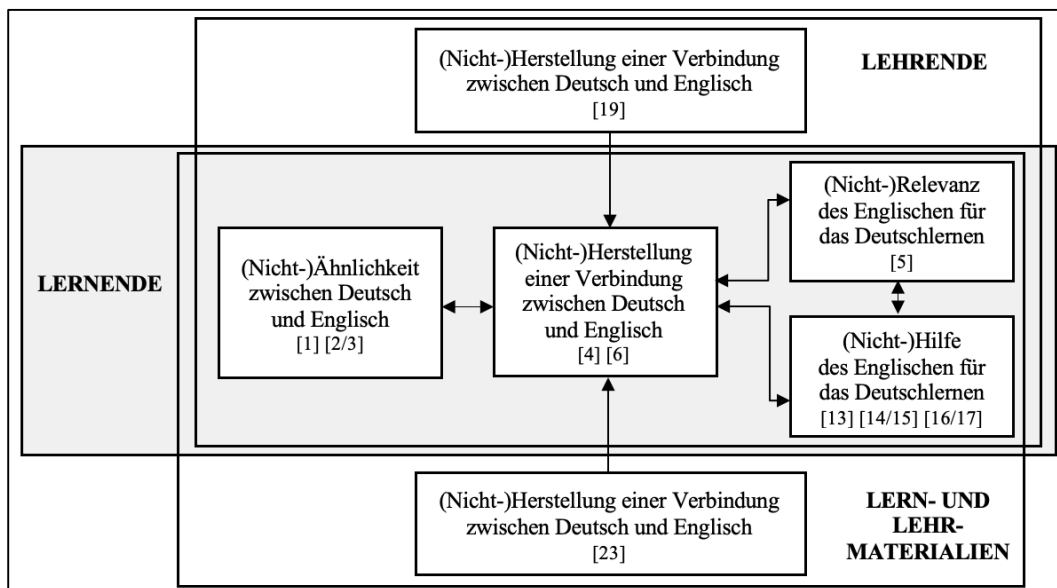 (Nicht-)Herstellung einer Verbindung
zwischen Deutsch und Englisch
[19]
LEHRENDE
LERNENDE
(Nicht-)Ähnlichkeit
zwischen Deutsch
und Englisch
[1] [2/3]
(Nicht-)Herstellung
einer Verbindung
zwischen Deutsch
und Englisch
[4] [6]
(Nicht-)Relevanz
des Englischen für
das Deutschlernen
[5]
(Nicht-)Hilfe
des Englischen für
das Deutschlernen
[13] [14/15] [16/17]
(Nicht-)Herstellung einer Verbindung
zwischen Deutsch und Englisch
[23]
LERN- UND
LEHR-
MATERIALIEN